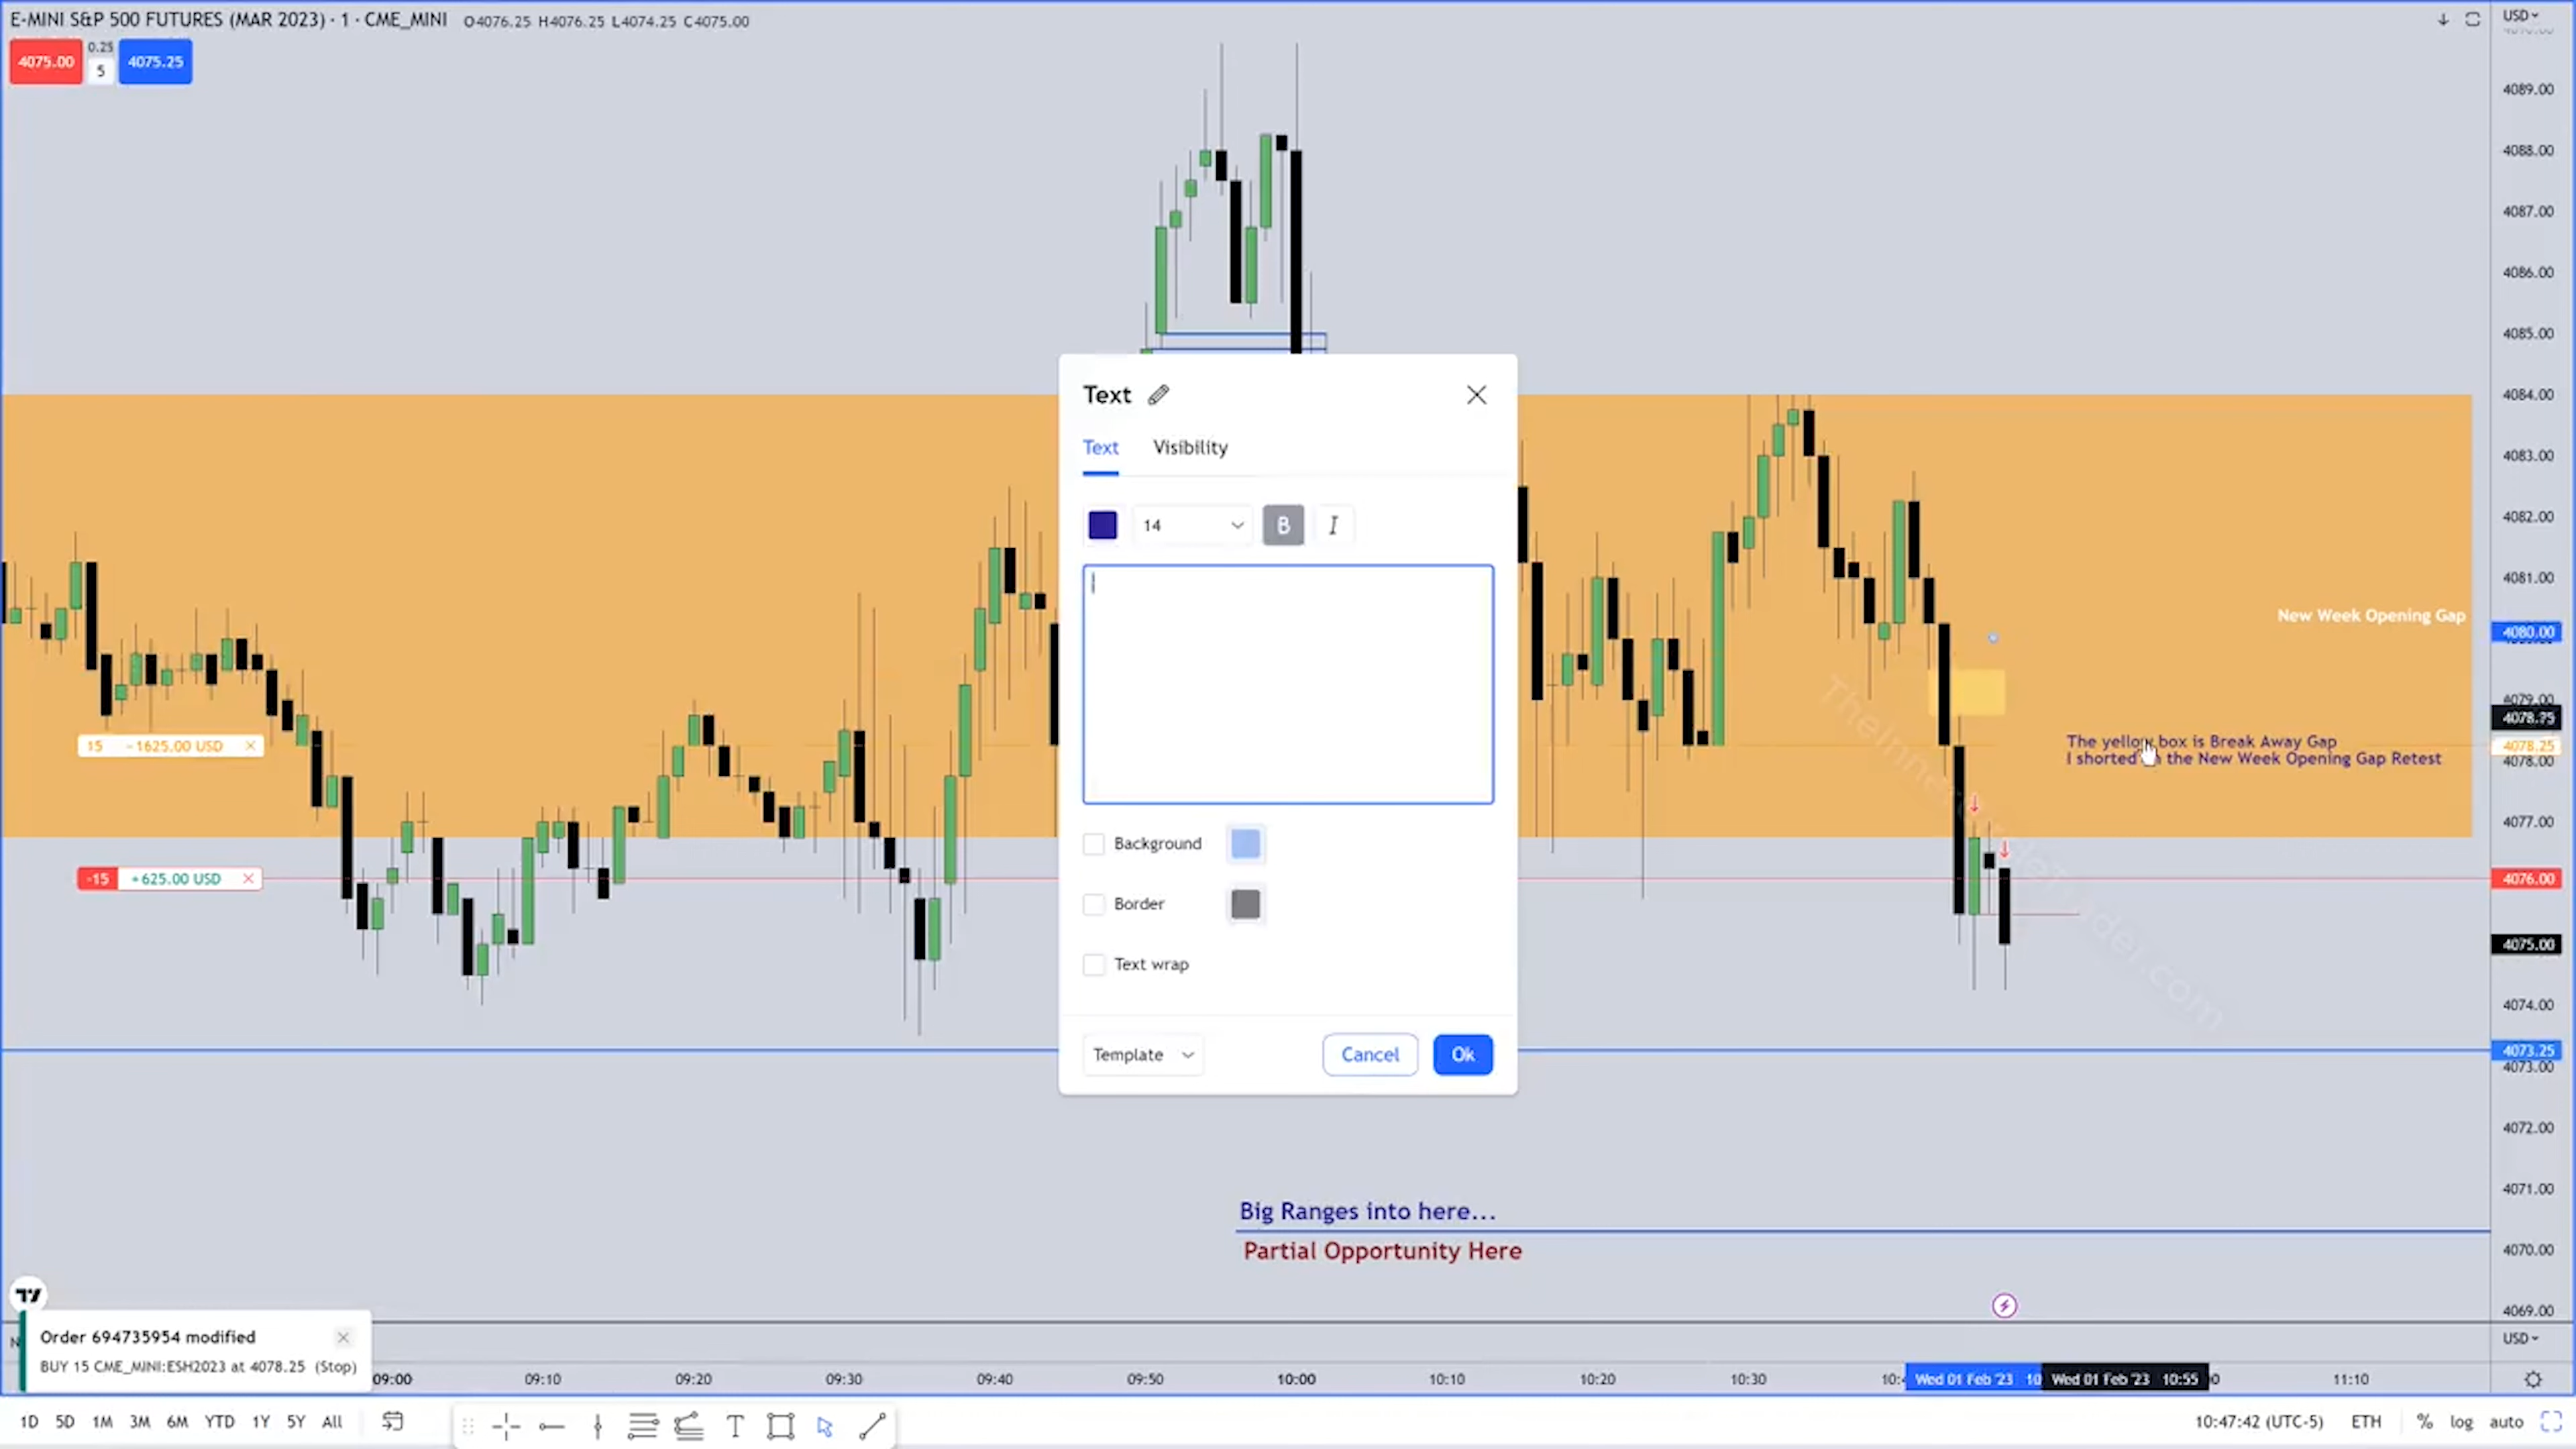 E-MINI S&P 500 FUTURES (MAR 2023) · 1 · CME_MINI O4076.25 H4076.25 L4074.25 C4075.00
USD
4075.00
0.25
5
4075.25
4089.00
4088.00
4087.00
4086.00
4085.00
4084.00
4083.00
4082.00
4081.00
4080.00
4079.00
4078.75
4078.25
4078.00
4077.00
4076.00
4075.00
4074.00
4073.25
4073.00
4072.00
4071.00
4070.00
4069.00
USD
Text
Text Visibility
14 B I
Background
Border
Text wrap
Template Cancel Ok
New Week Opening Gap
The yellow box is Break Away Gap
I shorted the New Week Opening Gap Retest
15 -1625.00 USD
-15 +625.00 USD
Big Ranges into here...
Partial Opportunity Here
Order 694735954 modified
BUY 15 CME_MINI:ESH2023 at 4078.25 (Stop)
09:00 09:10 09:20 09:30 09:40 09:50 10:00 10:10 10:20 10:30 Wed 01 Feb '23 10 Wed 01 Feb '23 10:55 11:10
1D 5D 1M 3M 6M YTD 1Y 5Y All
10:47:42 (UTC-5) ETH % log auto